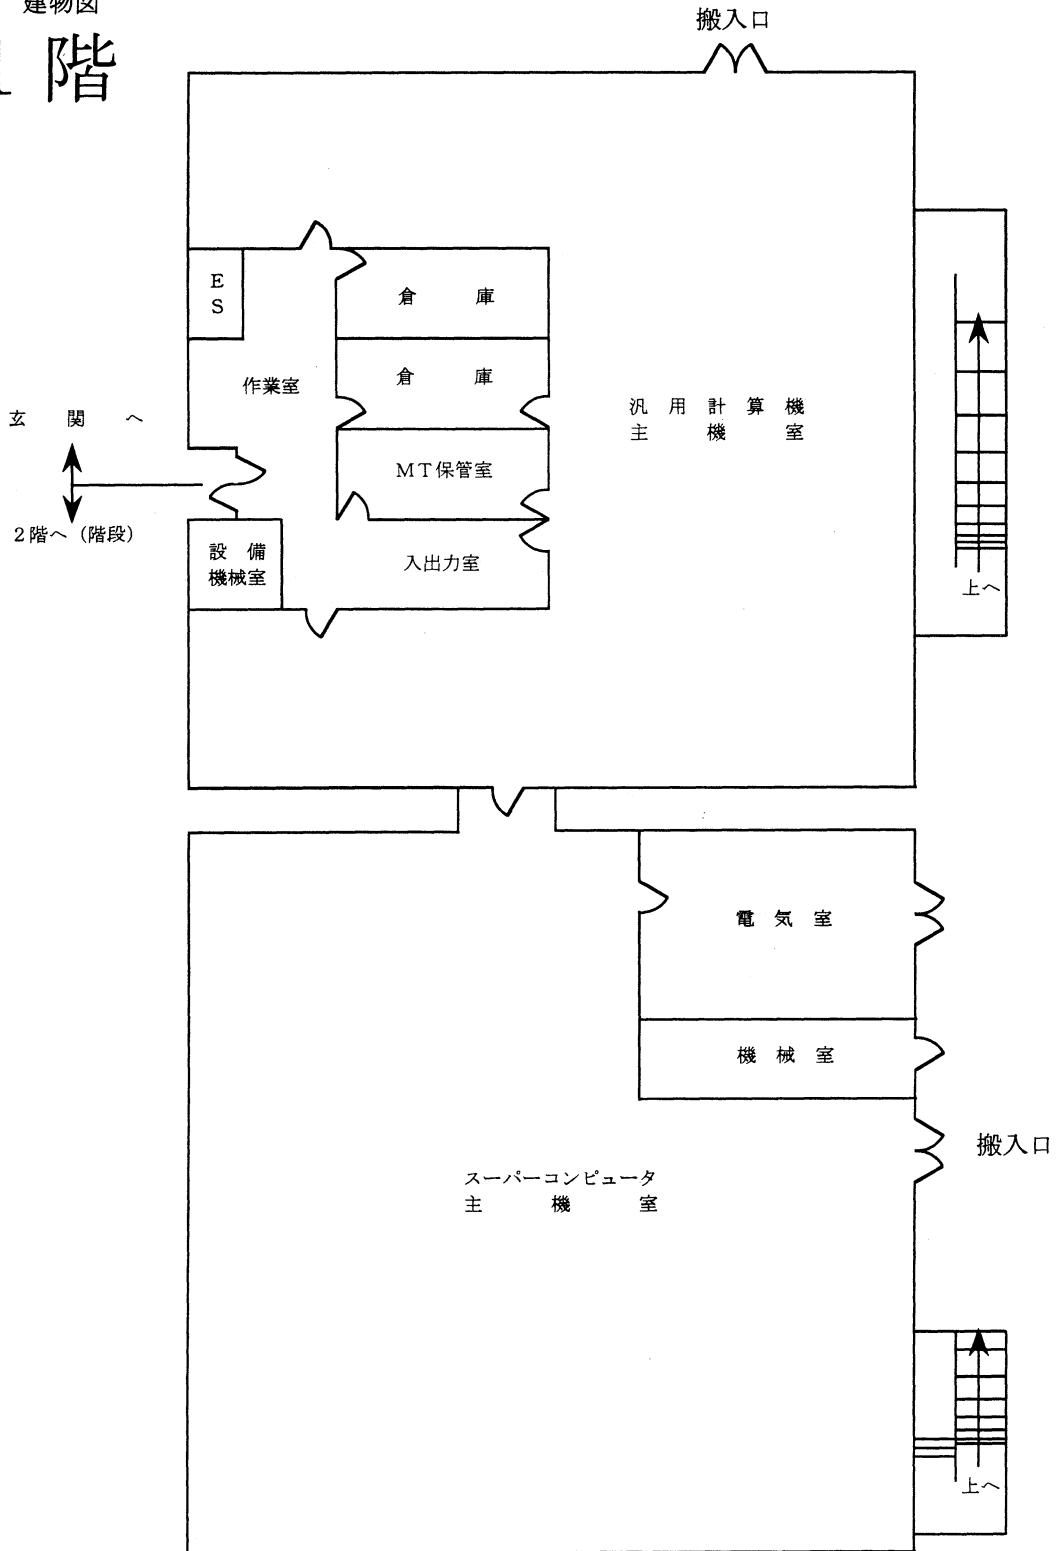 建物図
階
搬入口
E
S
倉庫
倉庫
作業室
汎用計算機
主機室
玄関へ
MT保管室
2階へ(階段)
設備
機械室
入出力室
上へ
電気室
機械室
搬入口
スーパーコンピュータ
主機室
上へ